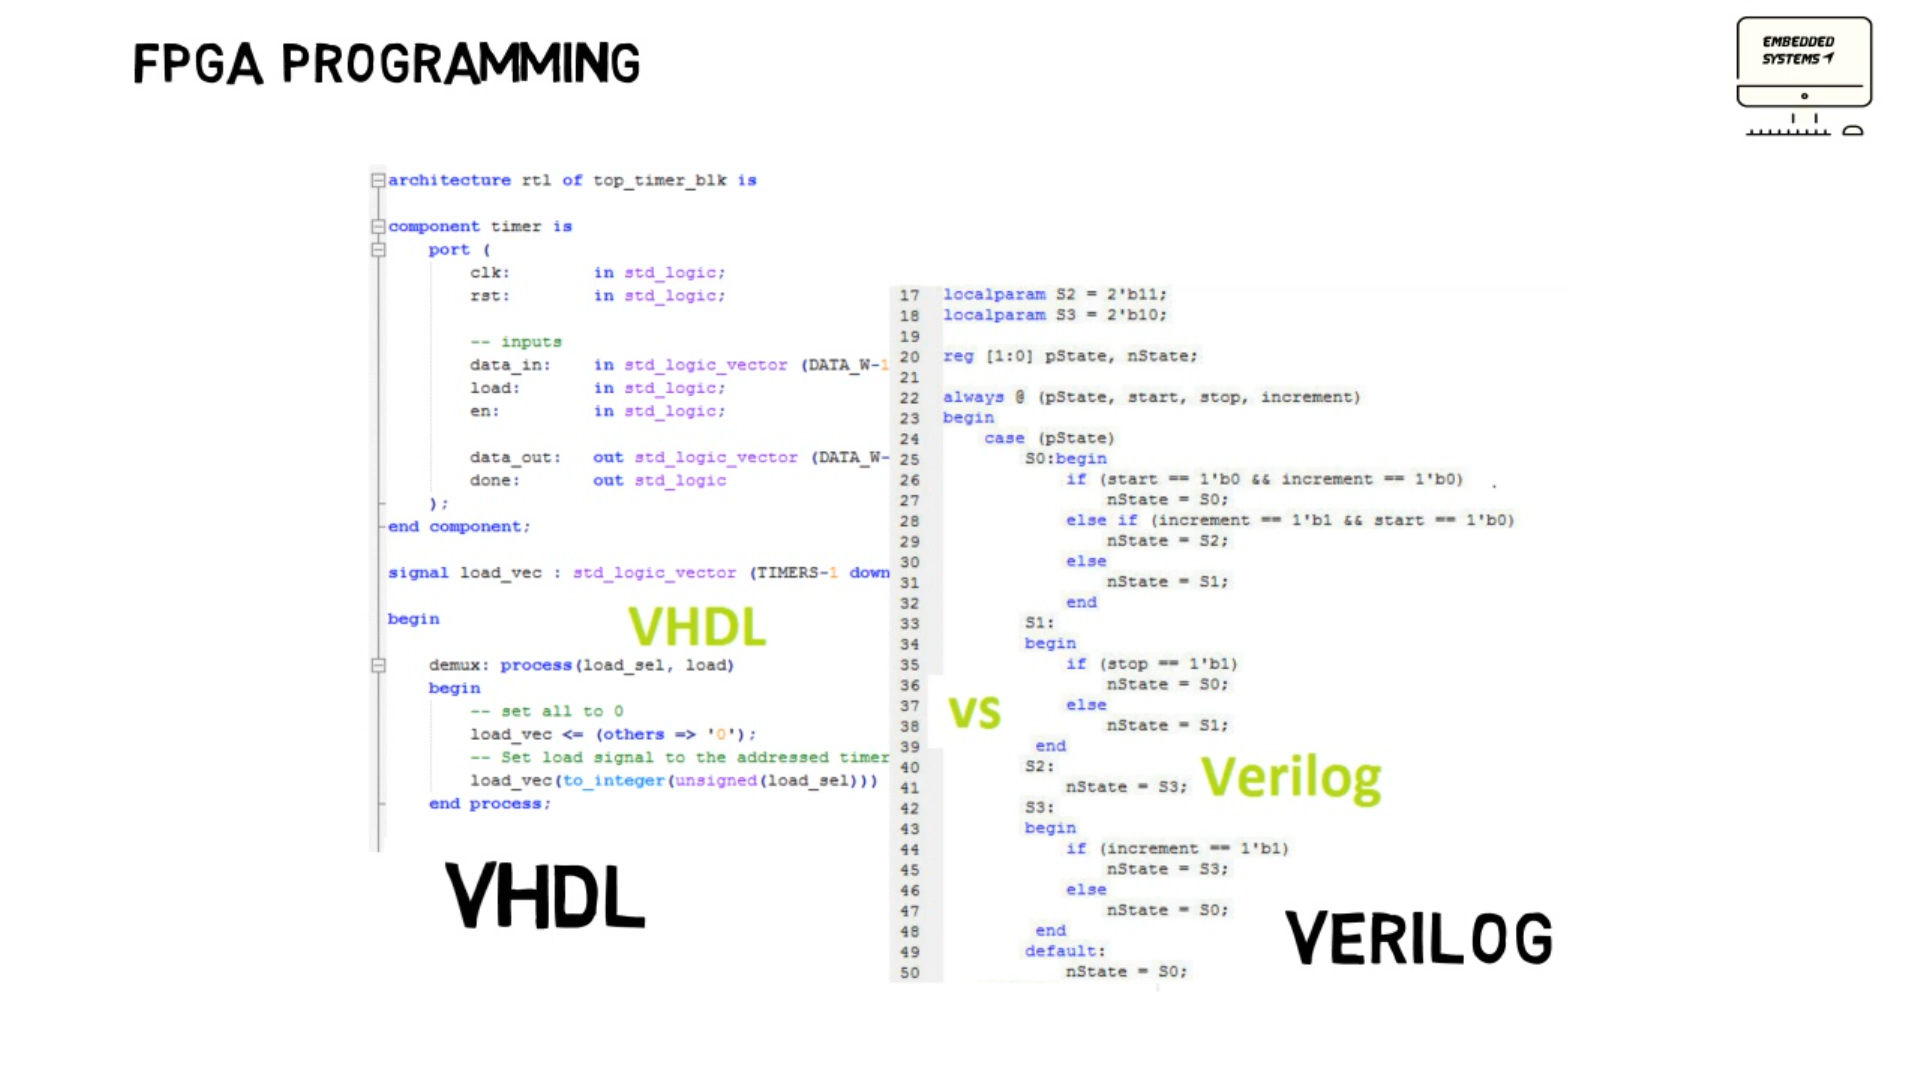 FPGA PROGRAMMING
EMBEDDED
SYSTEMS
architecture rtl of top_timer_blk is
component timer is
port (
clk: in std_logic;
rst: in std_logic;
-- inputs
data_in: in std_logic_vector (DATA_W-1
load: in std_logic;
en: in std_logic;
data_out: out std_logic_vector (DATA_W-
done: out std_logic
);
end component;
signal load_vec : std_logic_vector (TIMERS-1 down
begin
demux: process(load_sel, load)
begin
-- set all to 0
load_vec <= (others => '0');
-- Set load signal to the addressed timer
load_vec(to_integer(unsigned(load_sel)))
end process;
VHDL
VHDL
vs
17 localparam S2 = 2'b11;
18 localparam S3 = 2'b10;
19
20 reg [1:0] pState, nState;
21
22 always @ (pState, start, stop, increment)
23 begin
24 case (pState)
25 S0:begin
26 if (start == 1'b0 && increment == 1'b0)
27 nState = S0;
28 else if (increment == 1'b1 && start == 1'b0)
29 nState = S2;
30 else
31 nState = S1;
32 end
33 S1:
34 begin
35 if (stop == 1'b1)
36 nState = S0;
37 else
38 nState = S1;
39 end
40 S2:
41 nState = S3;
42 S3:
43 begin
44 if (increment == 1'b1)
45 nState = S3;
46 else
47 nState = S0;
48 end
49 default:
50 nState = S0;
Verilog
VERILOG